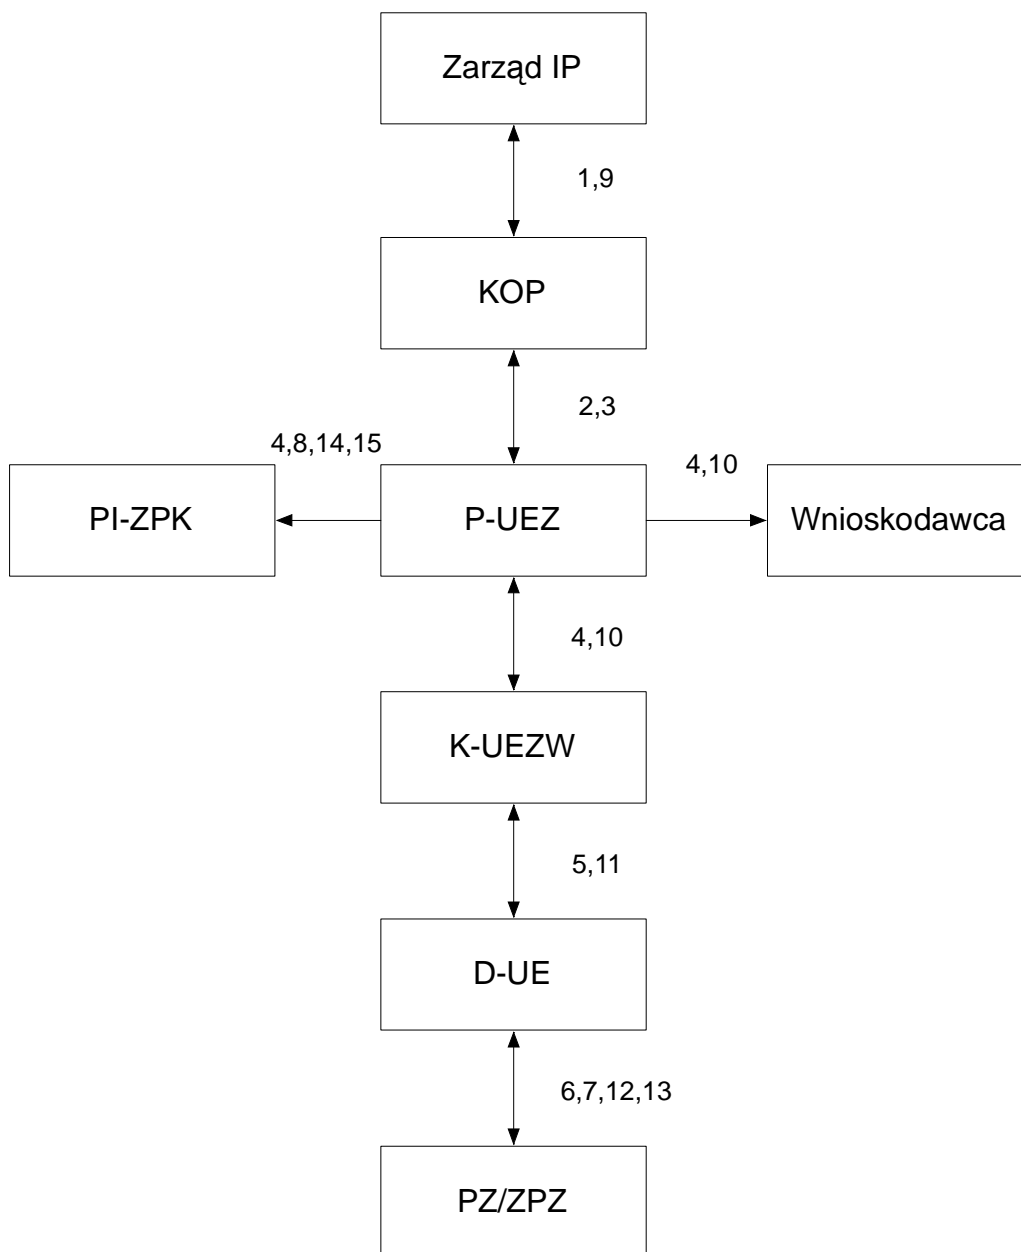 Zarząd IP
1,9
KOP
2,3
4,8,14,15
4,10
PI-ZPK
P-UEZ
Wnioskodawca
4,10
K-UEZW
5,11
D-UE
6,7,12,13
PZ/ZPZ